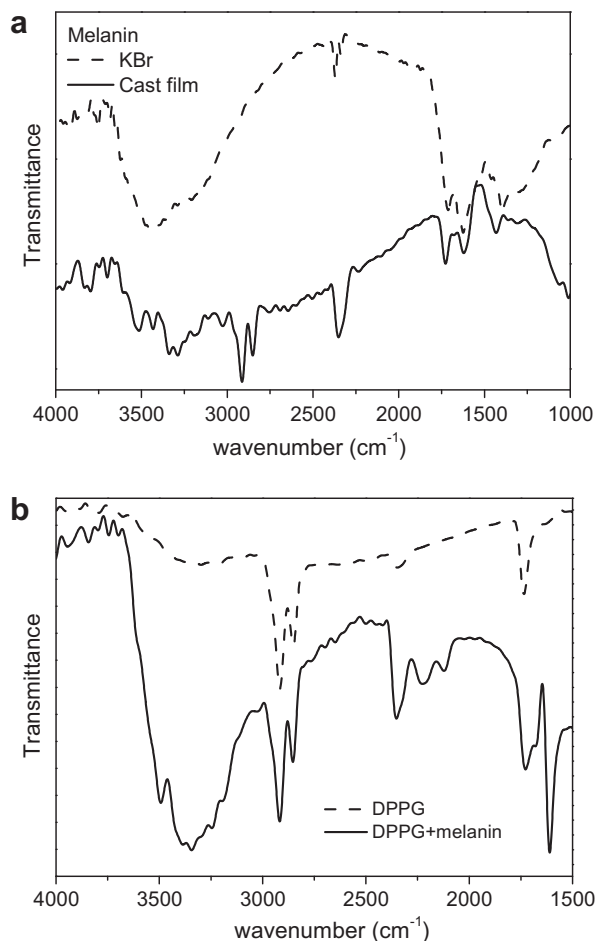 a
Melanin
KBr
Cast film
Transmittance
4000 3500 3000 2500 2000 1500 1000
wavenumber (cm⁻¹)
b
Transmittance
DPPG
DPPG+melanin
4000 3500 3000 2500 2000 1500
wavenumber (cm⁻¹)